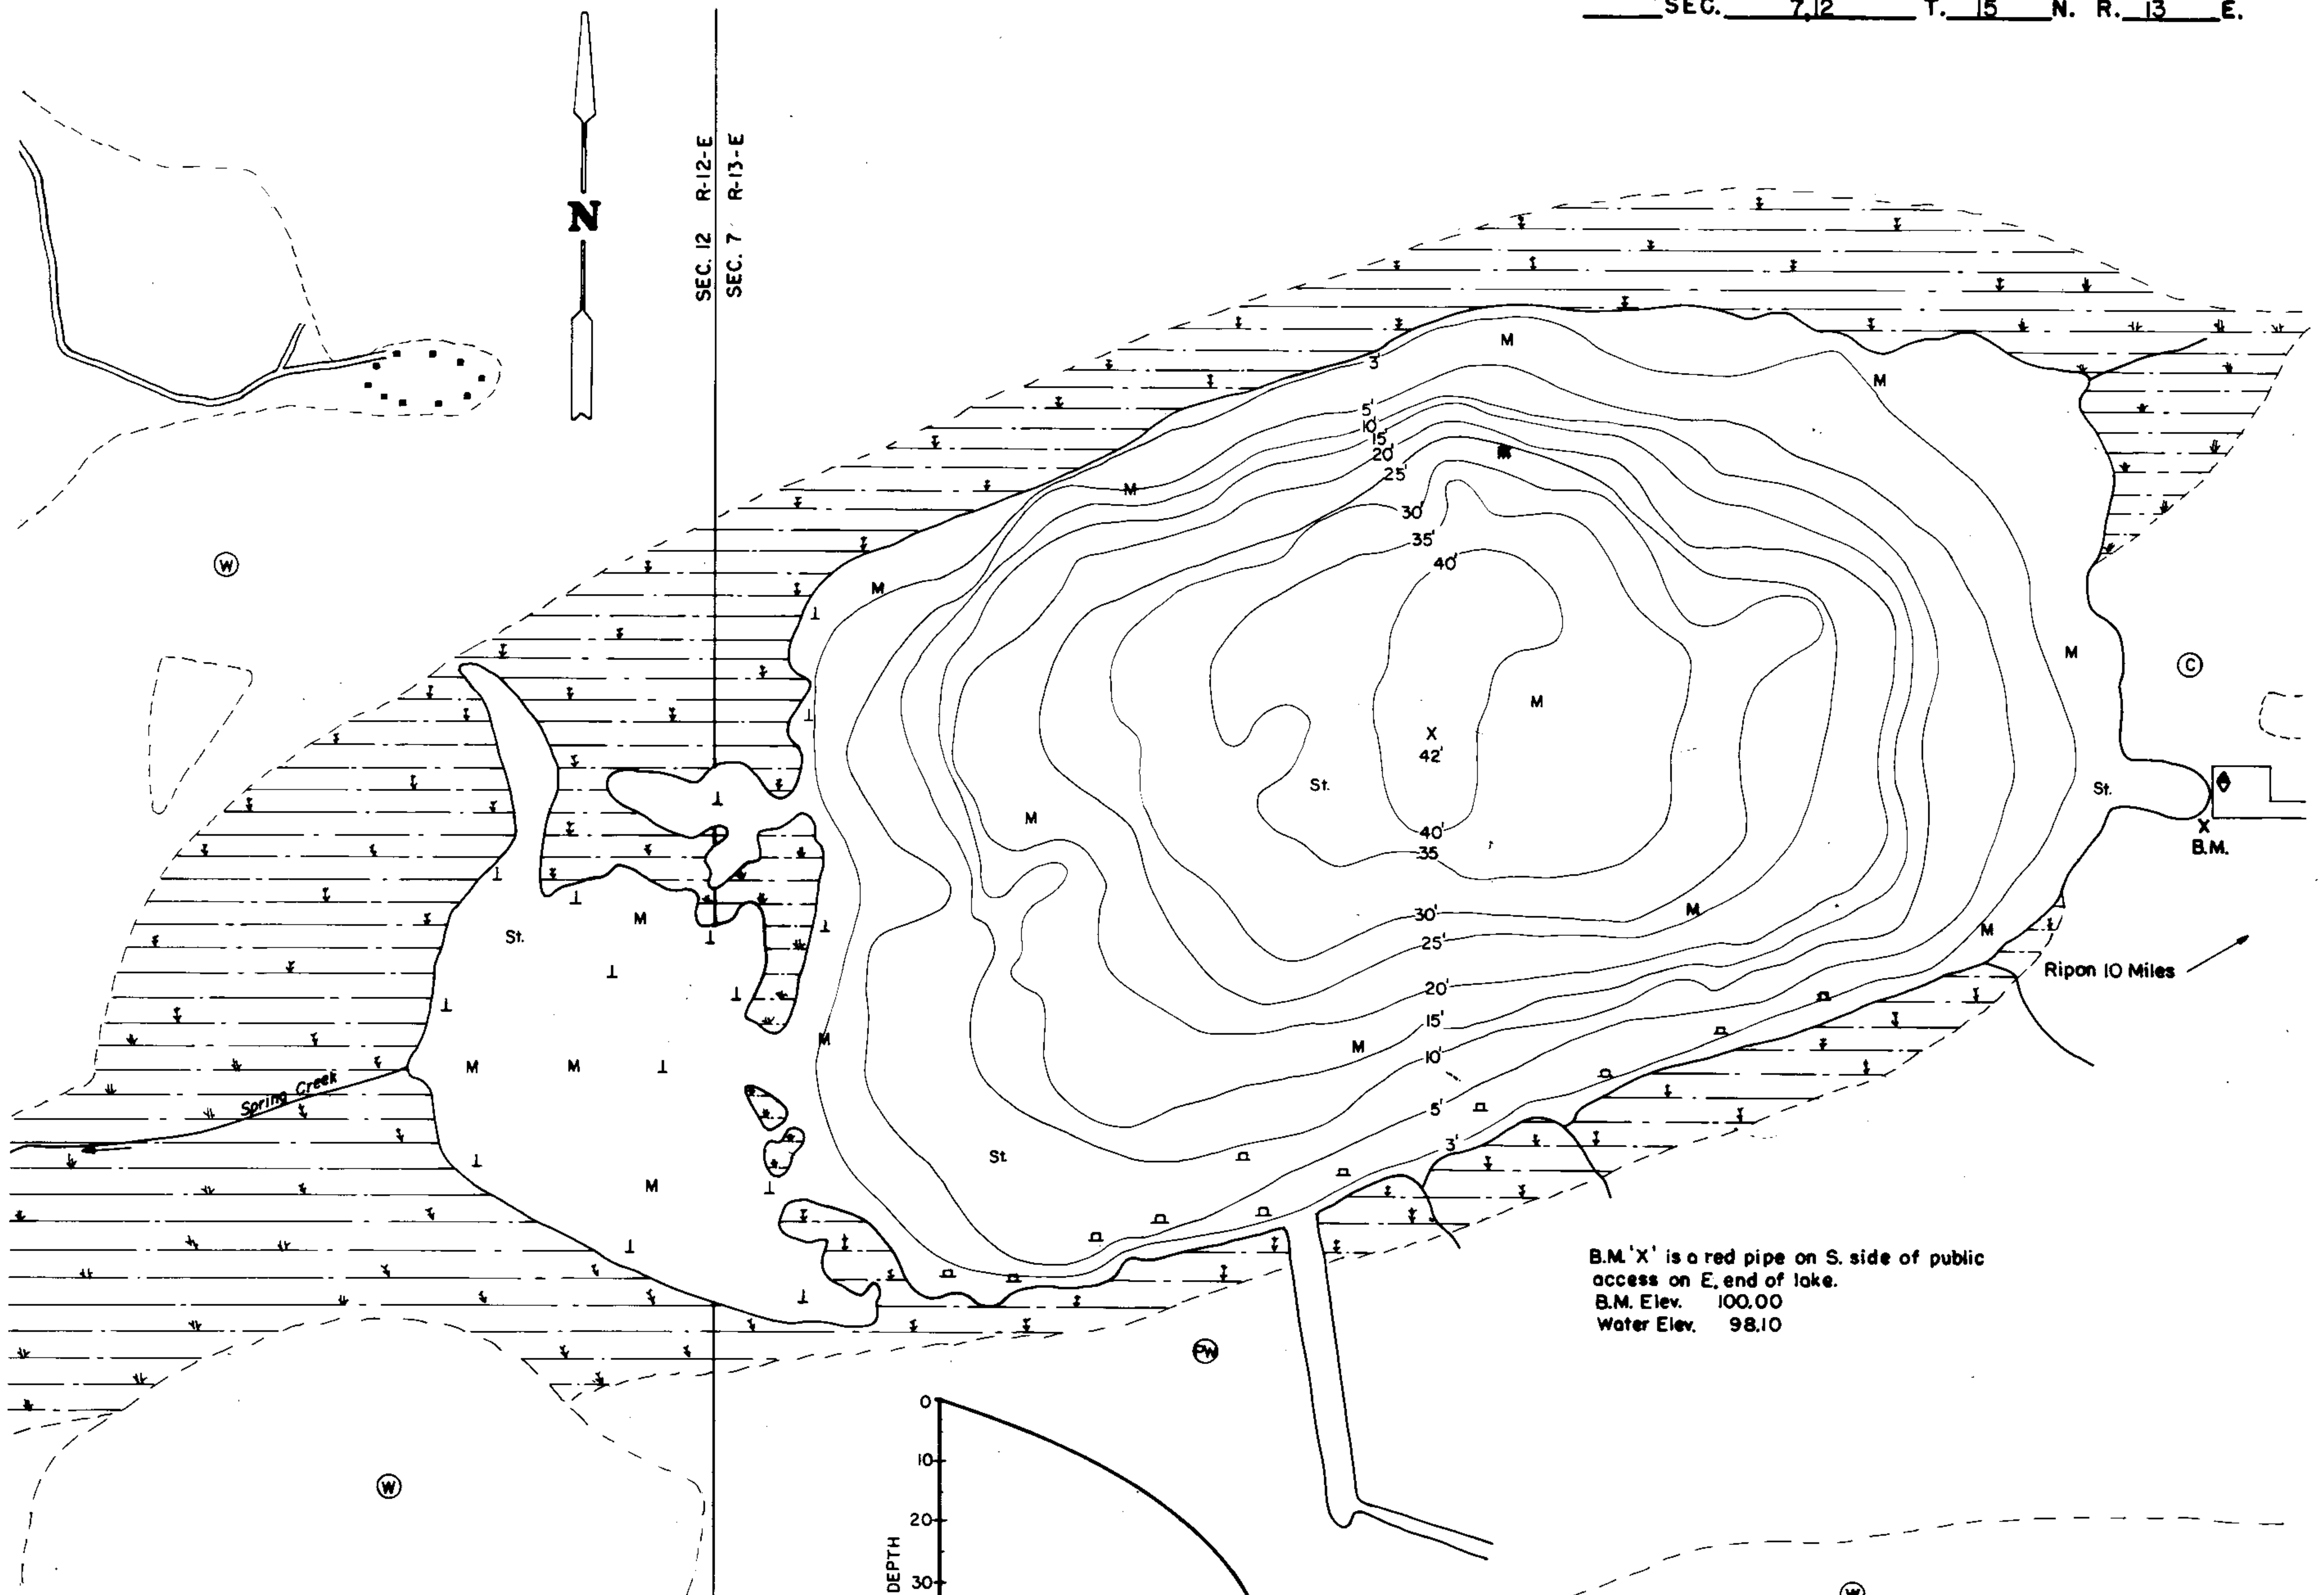 SEC. 7,12 T. 15 N. R. 13 E.
SEC. 12 R-12-E
SEC. 7 R-13-E
N
M
3'
M
5'
10'
15'
20'
25'
M
30'
35'
40'
W
M
M
C
M
X
42'
St.
St.
M
40'
35
X
B.M.
M
St.
30'
M
25'
M
Ripon 10 Miles
20'
15'
M
M
10'
M
M
Spring Creek
5'
3'
St.
M
B.M. 'X' is a red pipe on S. side of public
access on E. end of lake.
B.M. Elev. 100.00
Water Elev. 98.10
PW
W
0
10
20
30
DEPTH
W